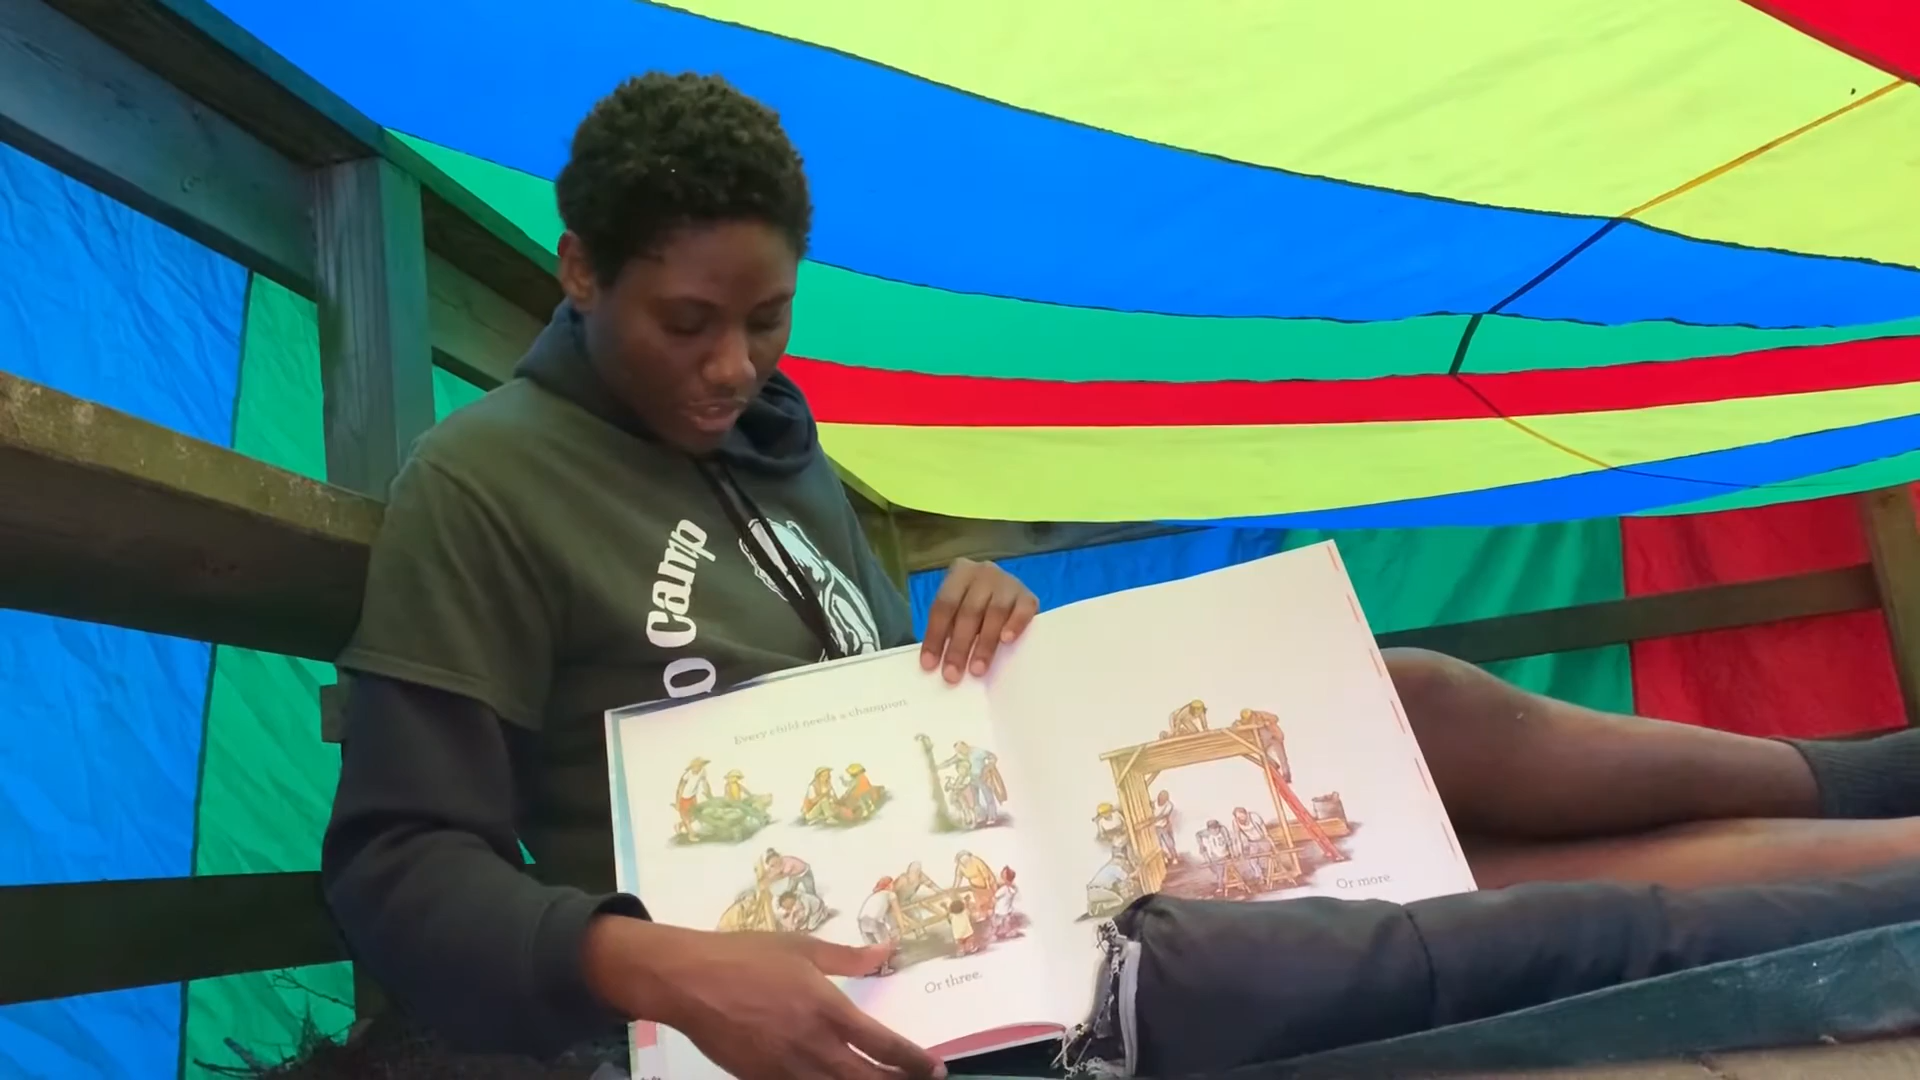 Camp
O
Every child needs a champion.
Or three.
Or more.